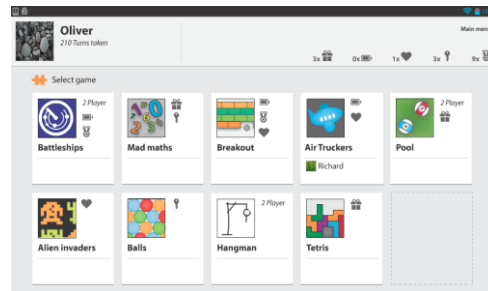 Oliver
210 Turns taken
Main men
3x 0x 1x 3x 9x
Select game
Battleships 2 Player
Mad maths
Breakout
Air Truckers
Richard
Pool 2 Player
Alien invaders
Balls
Hangman 2 Player
Tetris